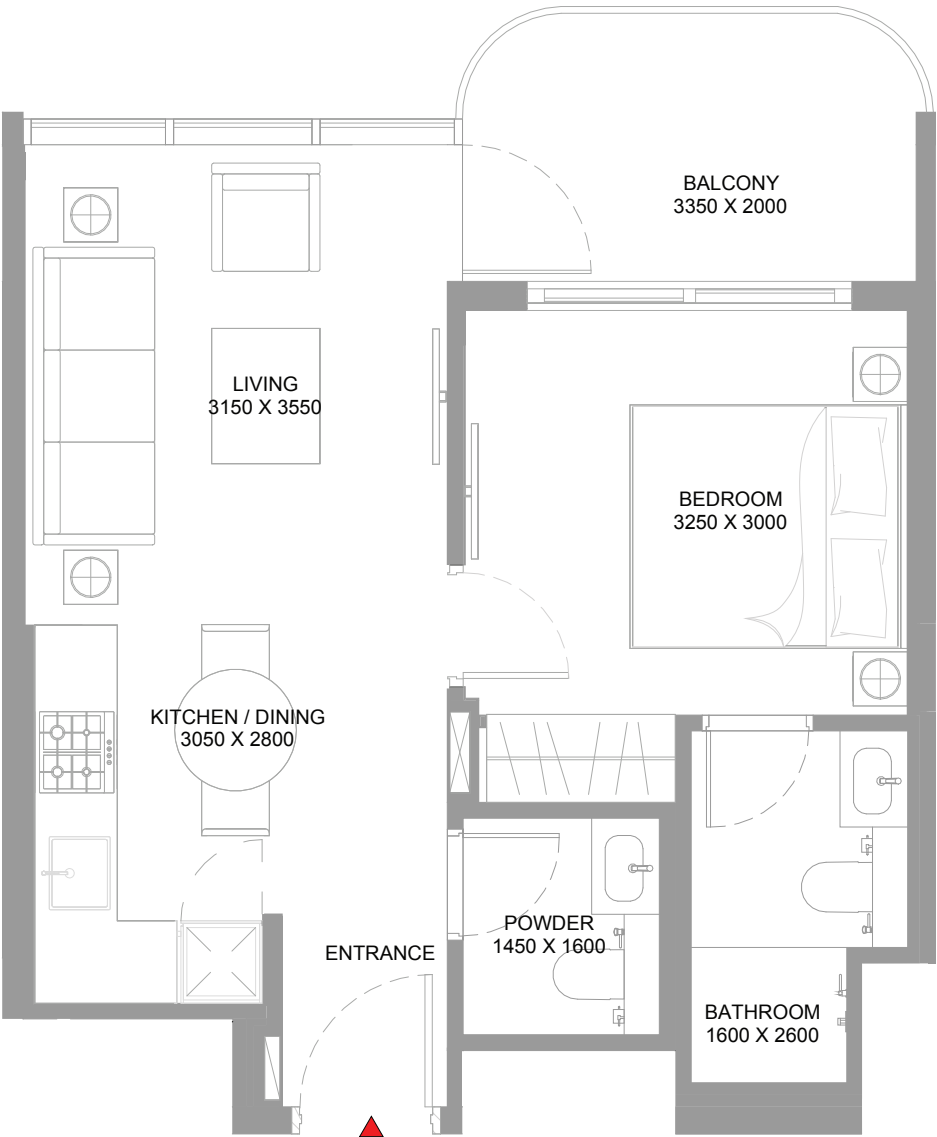 BALCONY
3350 X 2000
LIVING
3150 X 3550
BEDROOM
3250 X 3000
KITCHEN / DINING
3050 X 2800
POWDER
1450 X 1600
ENTRANCE
BATHROOM
1600 X 2600